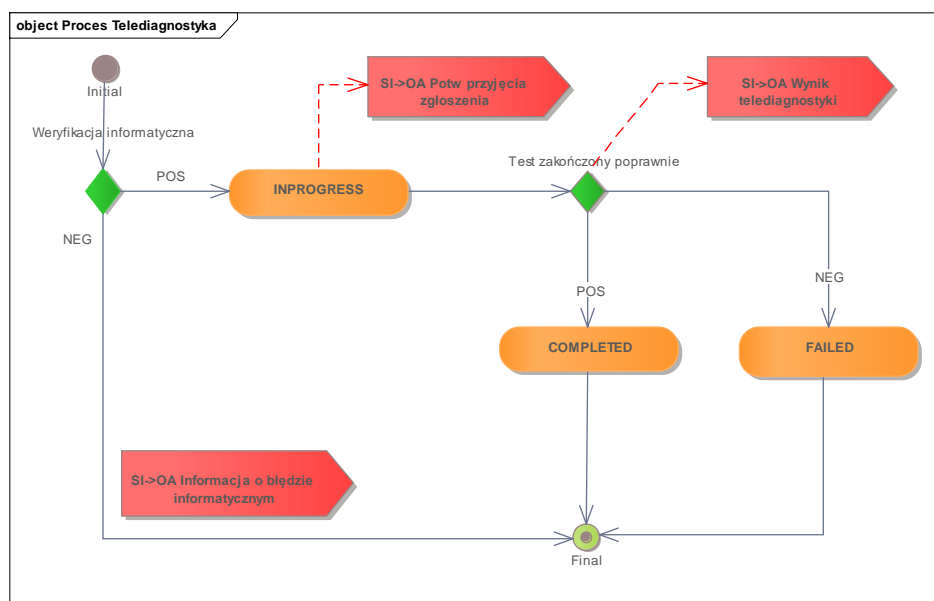 object Proces Telediagnostyka
Initial
SI->OA Potw przyjęcia
zgłoszenia
SI->OA Wynik
telediagnostyki
Weryfikacja informatyczna
Test zakończony poprawnie
POS
INPROGRESS
NEG
NEG
POS
COMPLETED
FAILED
SI->OA Informacja o błędzie
informatycznym
Final